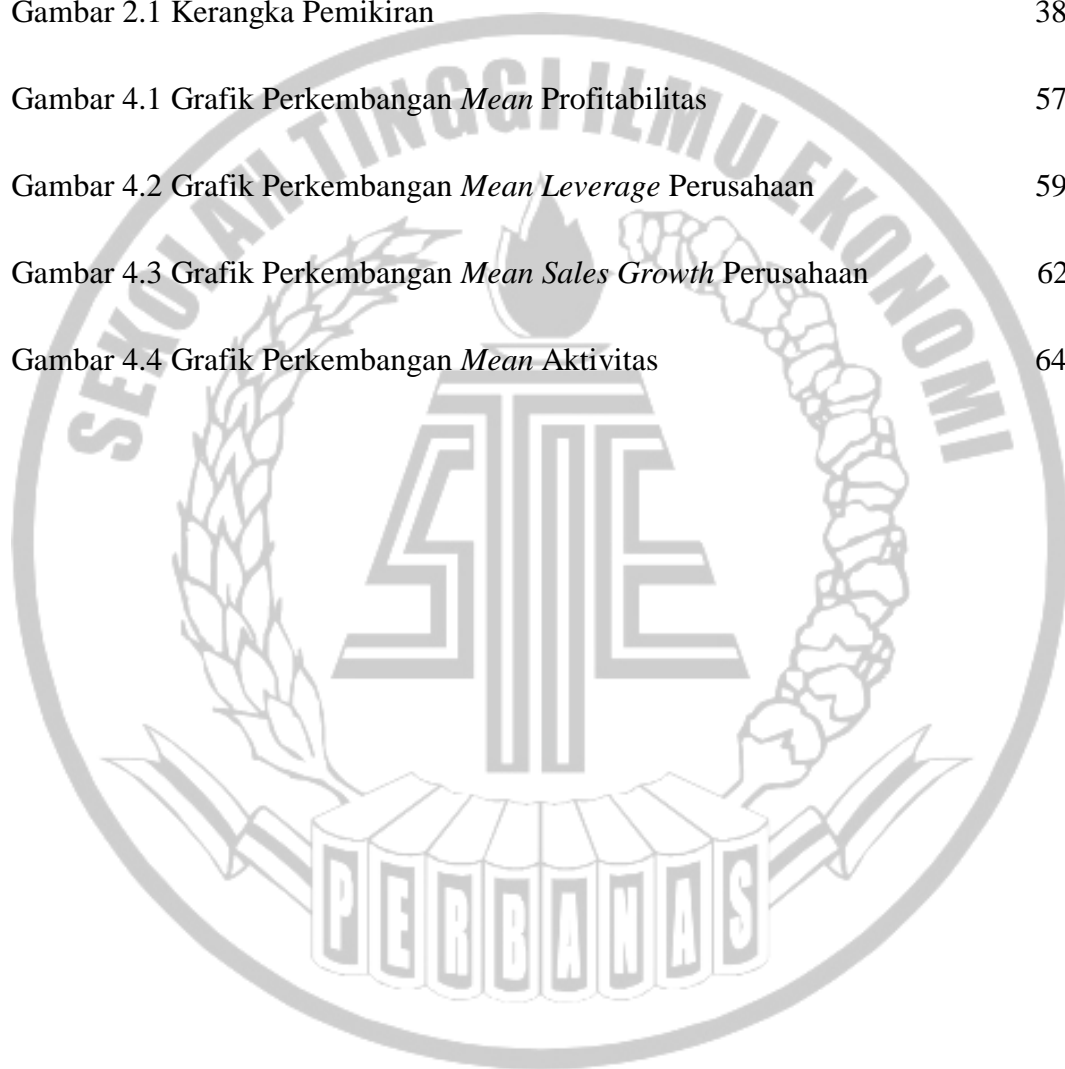 Gambar 2.1 Kerangka Pemikiran 38
Gambar 4.1 Grafik Perkembangan Mean Profitabilitas 57
Gambar 4.2 Grafik Perkembangan Mean Leverage Perusahaan 59
Gambar 4.3 Grafik Perkembangan Mean Sales Growth Perusahaan 62
Gambar 4.4 Grafik Perkembangan Mean Aktivitas 64
SEKOLAH TINGGI ILMU EKONOMI
STIE
PERBANAS